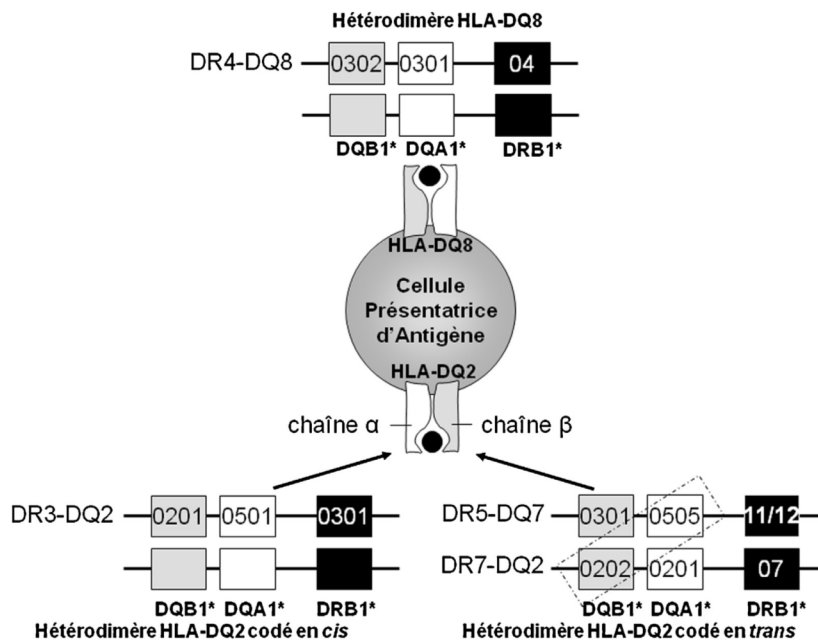 Hétérodimère HLA-DQ8
DR4-DQ8 0302 0301 04
DQB1* DQA1* DRB1*
HLA-DQ8
Cellule
Présentatrice
d'Antigène
HLA-DQ2
chaîne α chaîne β
DR3-DQ2 0201 0501 0301
DQB1* DQA1* DRB1*
Hétérodimère HLA-DQ2 codé en cis
DR5-DQ7 0301 0505 11/12
DR7-DQ2 0202 0201 07
DQB1* DQA1* DRB1*
Hétérodimère HLA-DQ2 codé en trans